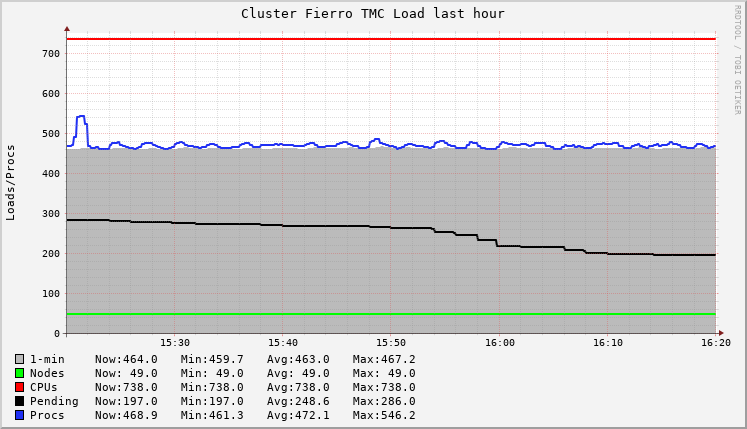 Cluster Fierro TMC Load last hour
RRDTOOL / TOBI OETIKER
Loads/Procs
700
600
500
400
300
200
100
0
15:30 15:40 15:50 16:00 16:10 16:20
1-min Now:464.0 Min:459.7 Avg:463.0 Max:467.2
Nodes Now: 49.0 Min: 49.0 Avg: 49.0 Max: 49.0
CPUs Now:738.0 Min:738.0 Avg:738.0 Max:738.0
Pending Now:197.0 Min:197.0 Avg:248.6 Max:286.0
Procs Now:468.9 Min:461.3 Avg:472.1 Max:546.2